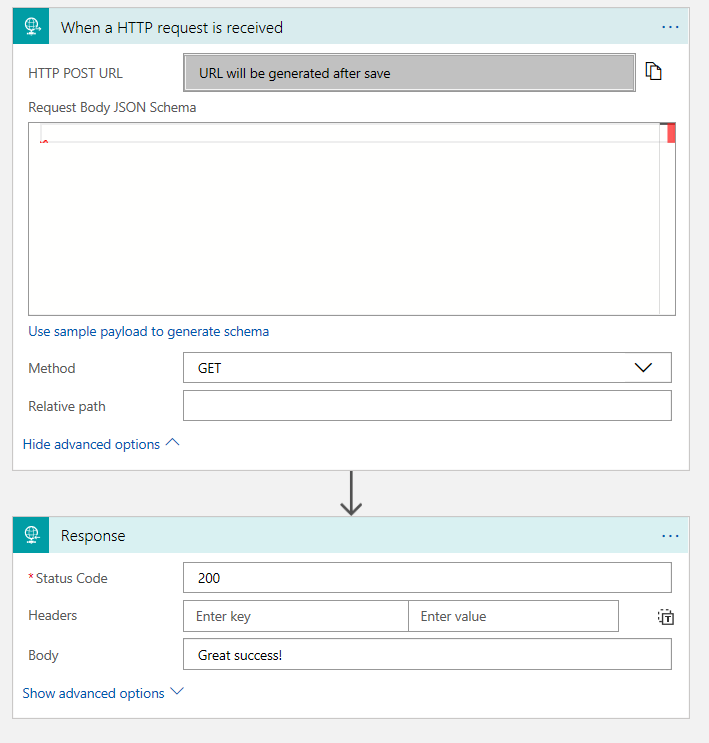 When a HTTP request is received
HTTP POST URL
URL will be generated after save
Request Body JSON Schema
Use sample payload to generate schema
Method
GET
Relative path
Hide advanced options
Response
* Status Code
200
Headers
Enter key
Enter value
Body
Great success!
Show advanced options